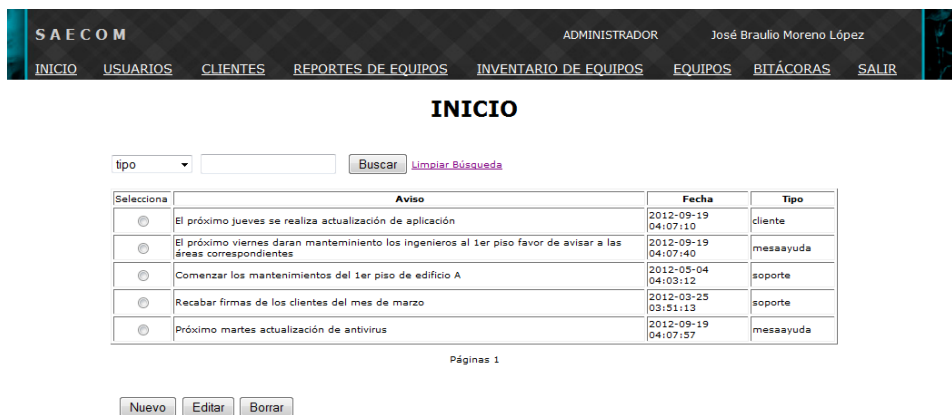 SAECOM ADMINISTRADOR José Braulio Moreno López
INICIO USUARIOS CLIENTES REPORTES DE EQUIPOS INVENTARIO DE EQUIPOS EQUIPOS BITÁCORAS SALIR
INICIO
tipo Buscar Limpiar Búsqueda
Selecciona Aviso Fecha Tipo
El próximo jueves se realiza actualización de aplicación 2012-09-19 04:07:10 cliente
El próximo viernes daran manteminiento los ingenieros al 1er piso favor de avisar a las áreas correspondientes 2012-09-19 04:07:40 mesaayuda
Comenzar los mantenimientos del 1er piso de edificio A 2012-05-04 04:03:12 soporte
Recabar firmas de los clientes del mes de marzo 2012-03-25 03:51:13 soporte
Próximo martes actualización de antivirus 2012-09-19 04:07:57 mesaayuda
Páginas 1
Nuevo Editar Borrar